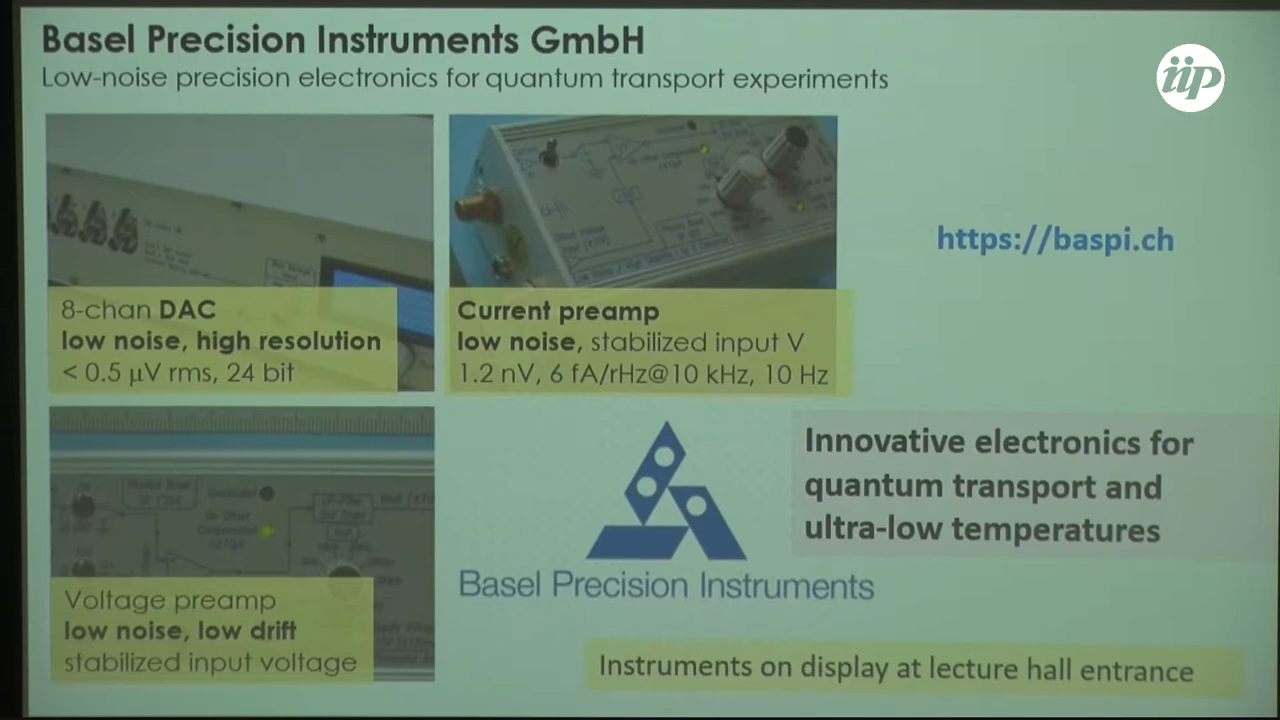 Basel Precision Instruments GmbH
Low-noise precision electronics for quantum transport experiments
iip
https://baspi.ch
8-chan DAC
low noise, high resolution
< 0.5 μV rms, 24 bit
Current preamp
low noise, stabilized input V
1.2 nV, 6 fA/rHz@10 kHz, 10 Hz
Innovative electronics for
quantum transport and
ultra-low temperatures
Basel Precision Instruments
Voltage preamp
low noise, low drift
stabilized input voltage
Instruments on display at lecture hall entrance